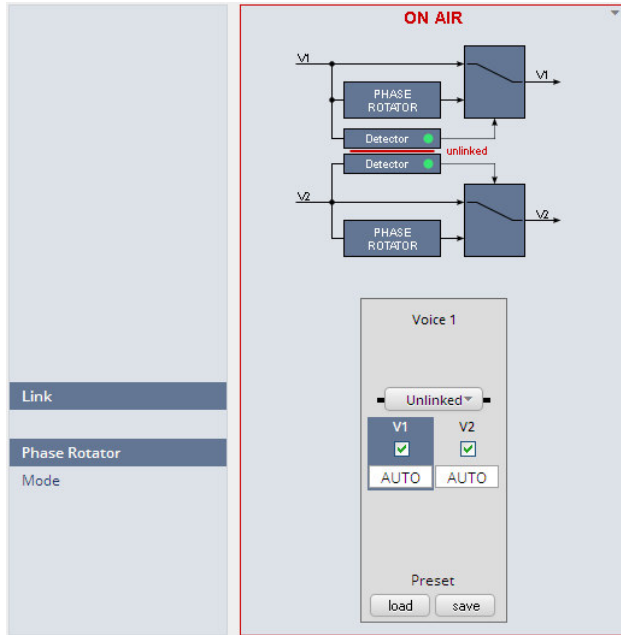 ON AIR
V1
V1
PHASE
ROTATOR
Detector
unlinked
Detector
V2
V2
PHASE
ROTATOR
Voice 1
Link
Unlinked
V1 V2
Phase Rotator
Mode
AUTO AUTO
Preset
load save